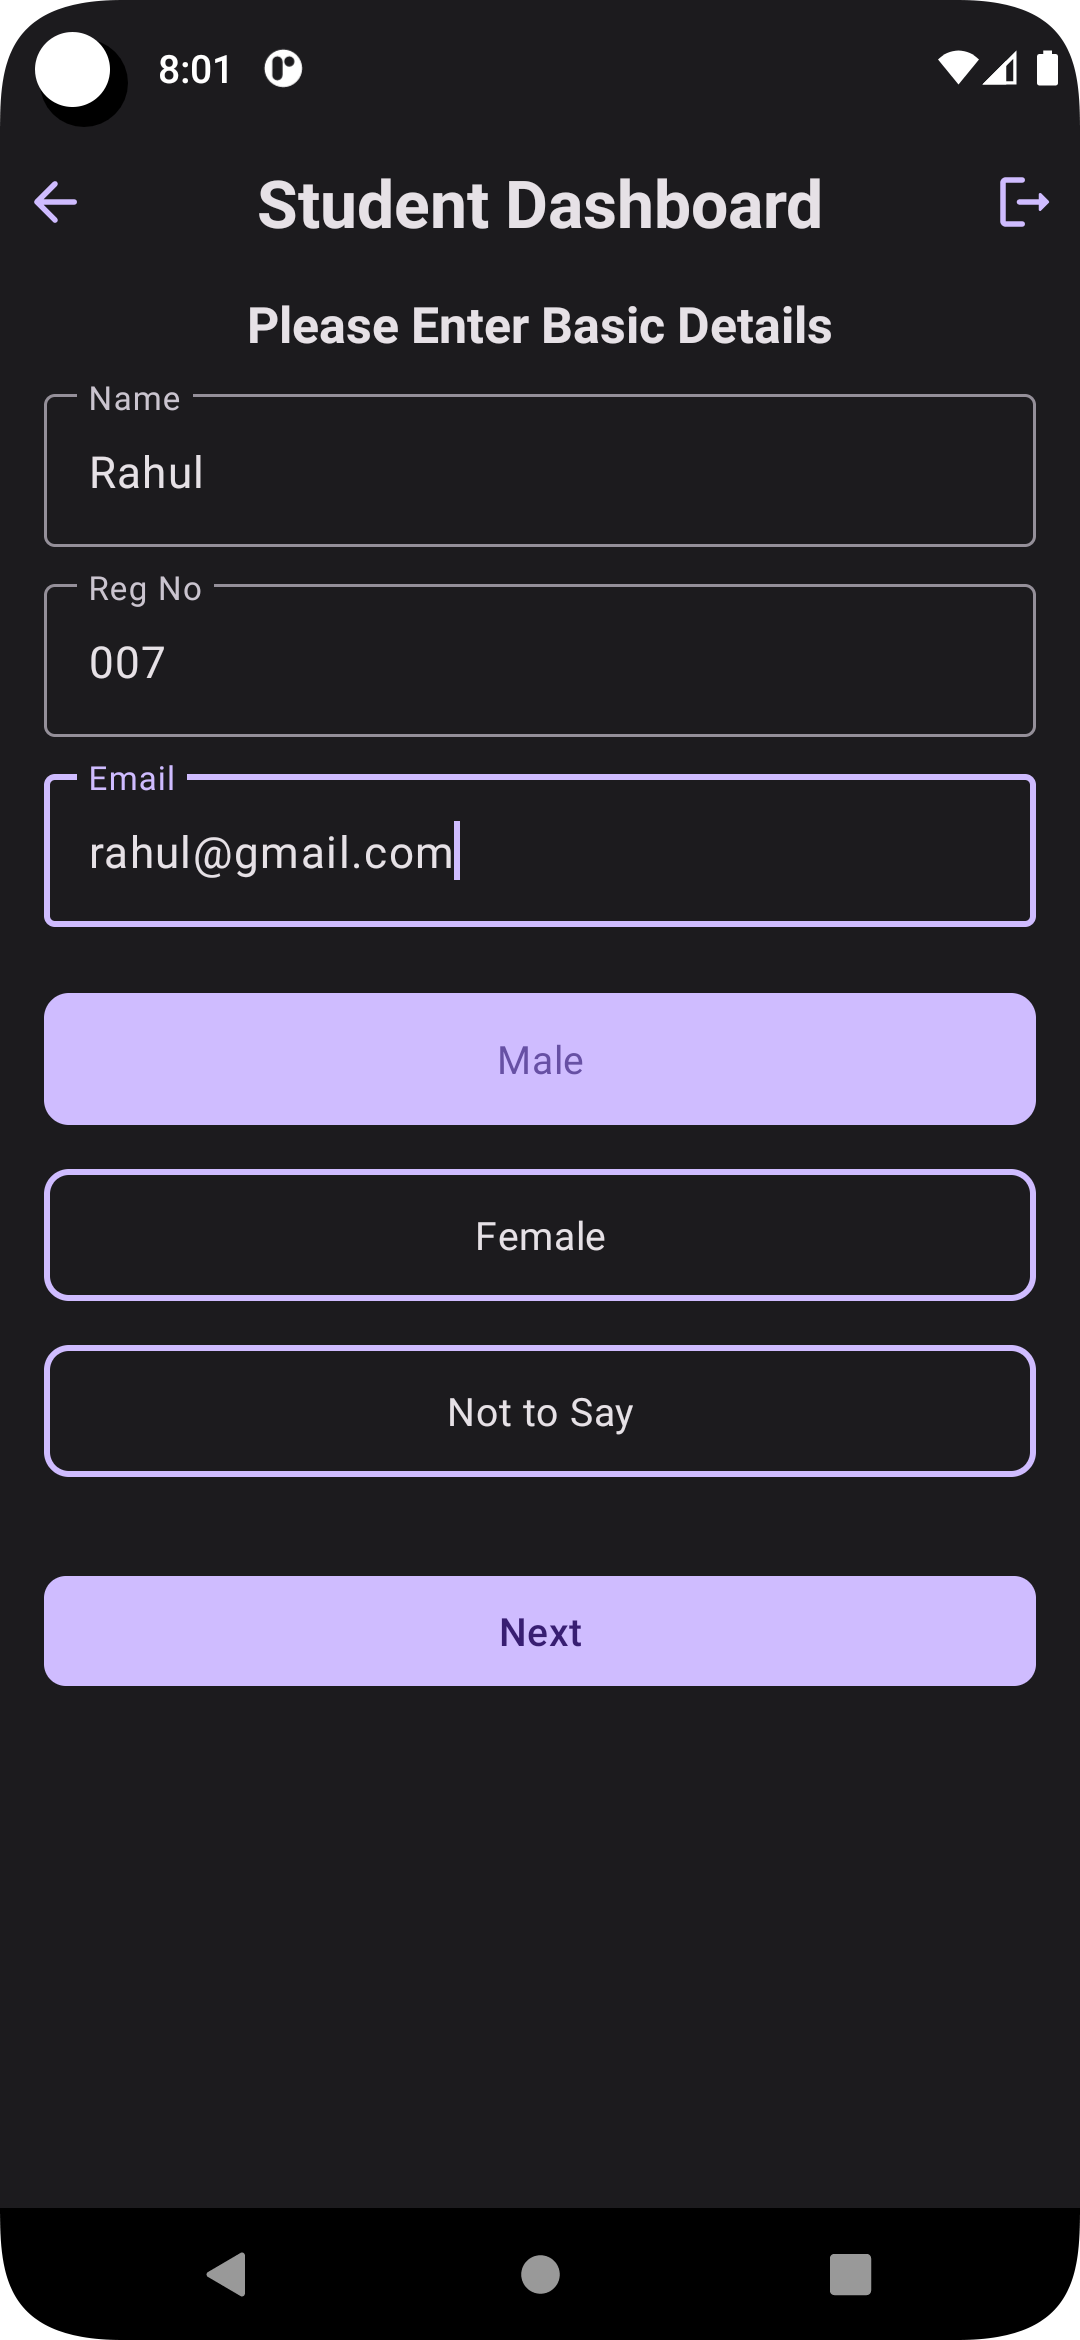 8:01
Student Dashboard
Please Enter Basic Details
Name
Rahul
Reg No
007
Email
rahul@gmail.com
Male
Female
Not to Say
Next